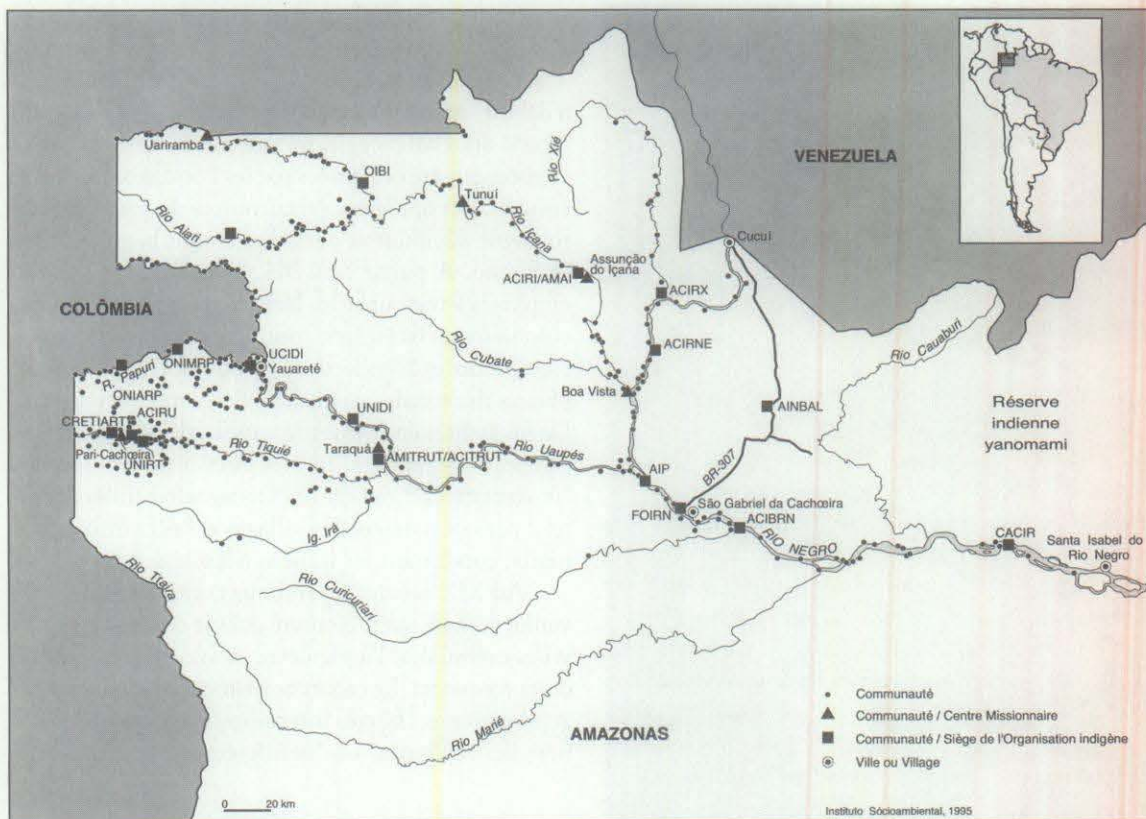 VENEZUELA
Uariramba
OIBI
Rio Xié
Tunuí
Rio Aiari
Rio Içana
Cucuí
Assunção
do Içana
ACIRI/AMAI
ACIRX
COLÔMBIA
Rio Cauaburi
ACIRNE
ONIMRP
UCIDI
Yauareté
R. Papuri
Rio Cubate
Boa Vista
ONIARP
ACIRU
CRETIART
UNIDI
AINBAL
Réserve
indienne
yanomami
Pari-Cachœira
UNIRT
Rio Tiquié
Taraquá
AMITRUT/ACITRUT
Rio Uaupés
AIP
BR-307
FOIRN
São Gabriel da Cachœira
ACIBRN
Ig. Irá
RIO NEGRO
CACIR
Santa Isabel do
Rio Negro
Rio Traíra
Rio Curicuriari
Rio Marié
AMAZONAS
Communauté
Communauté / Centre Missionnaire
Communauté / Siège de l'Organisation indigène
Ville ou Village
0 20 km
Instituto Sócioambiental, 1995